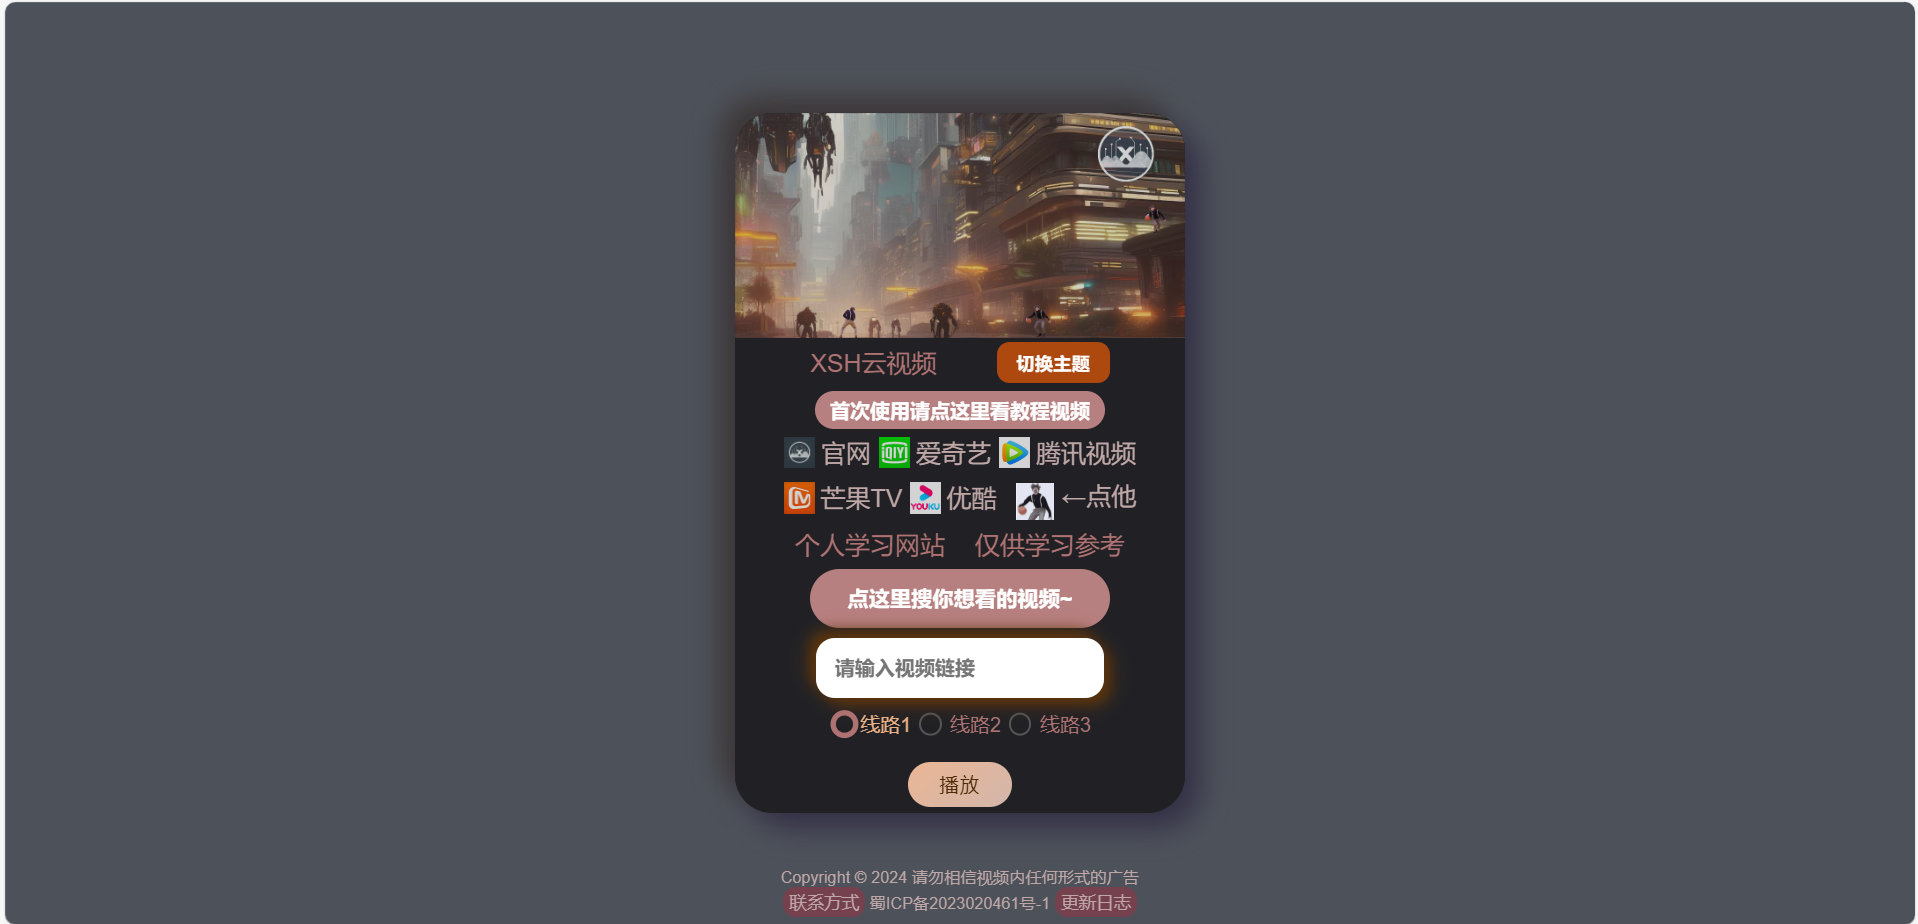 XSH云视频 切换主题
首次使用请点这里看教程视频
官网 iQIYI 爱奇艺 腾讯视频
芒果TV YOUKU 优酷 ←点他
个人学习网站 仅供学习参考
点这里搜你想看的视频~
请输入视频链接
线路1 线路2 线路3
播放
Copyright © 2024 请勿相信视频内任何形式的广告
联系方式 蜀ICP备2023020461号-1 更新日志